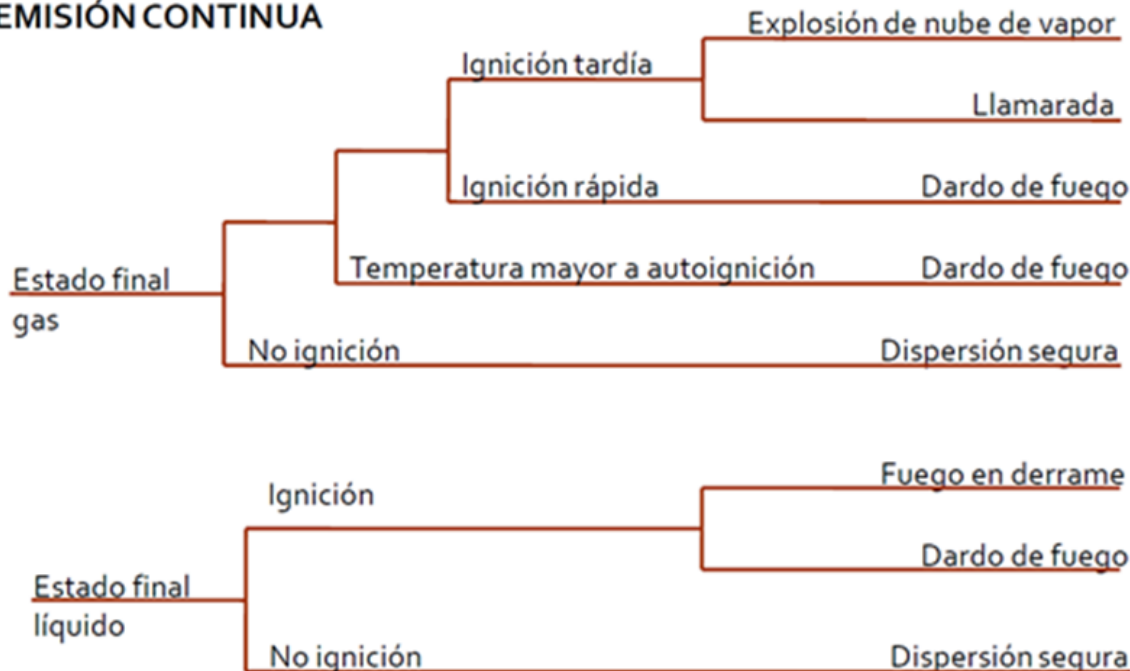 EMISIÓN CONTINUA
Explosión de nube de vapor
Ignición tardía
Llamarada
Ignición rápida Dardo de fuego
Temperatura mayor a autoignición Dardo de fuego
Estado final
gas
No ignición Dispersión segura
Fuego en derrame
Ignición
Dardo de fuego
Estado final
líquido
No ignición Dispersión segura